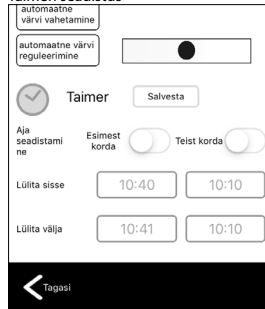 Taimeri seadistus
automaatne
värvi vahetamine
automaatne värvi
reguleerimine
Taimer
Salvesta
Aja
seadistami
ne
Esimest
korda
Teist korda
Lülita sisse
10:40
10:10
Lülita välja
10:41
10:10
Tagasi